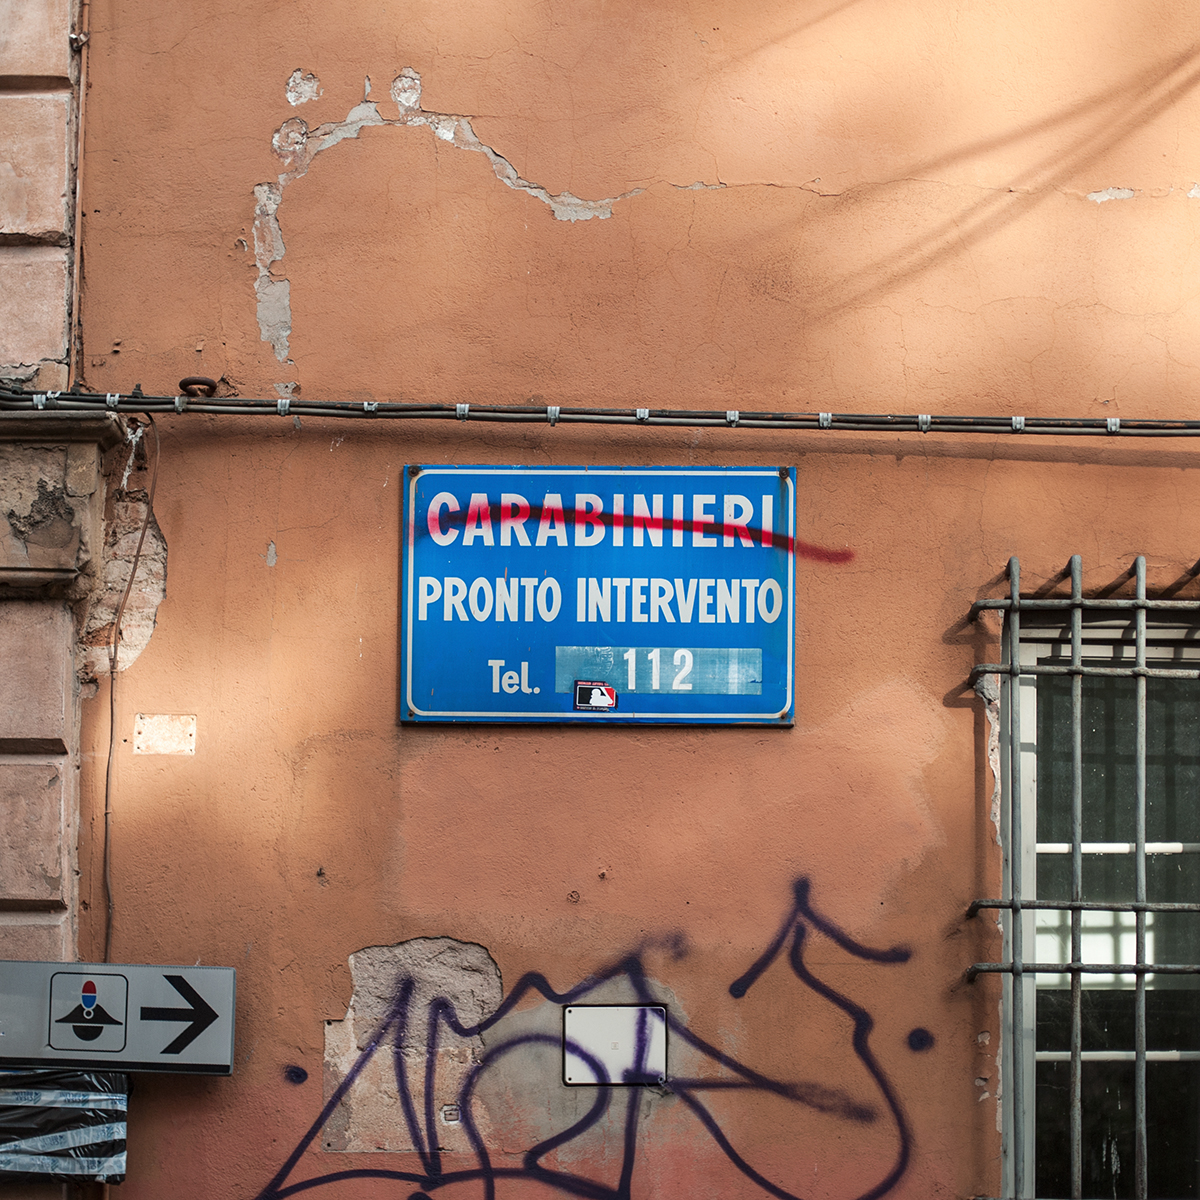 CARABINIERI
PRONTO INTERVENTO
Tel. 112